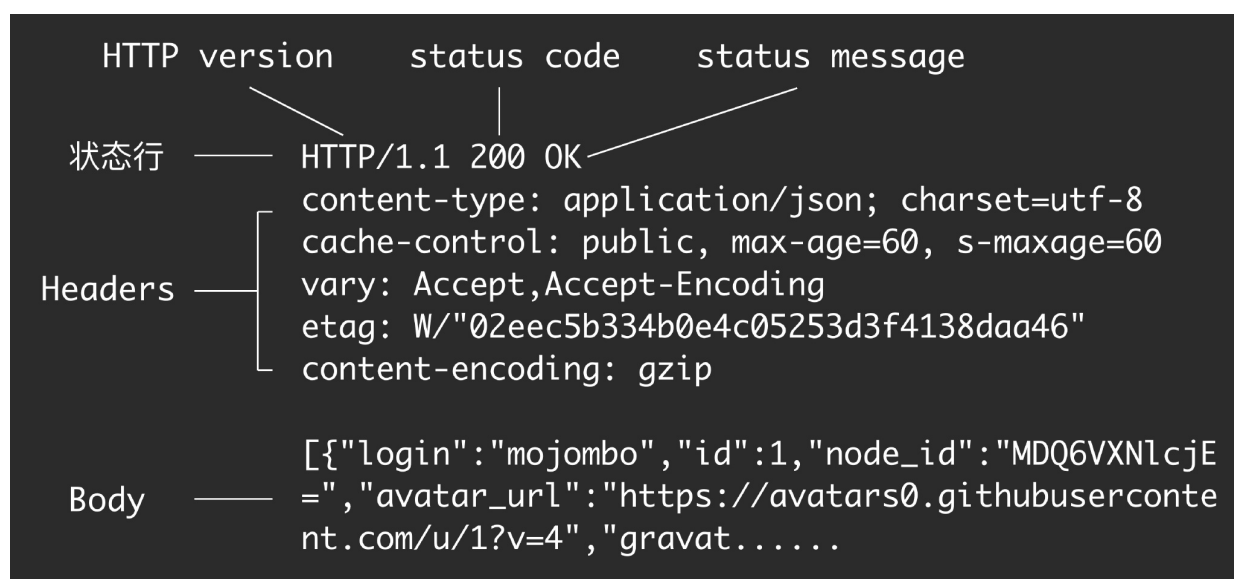 HTTP version status code status message
状态行 HTTP/1.1 200 OK
content-type: application/json; charset=utf-8
cache-control: public, max-age=60, s-maxage=60
Headers vary: Accept,Accept-Encoding
etag: W/"02eec5b334b0e4c05253d3f4138daa46"
content-encoding: gzip
[{"login":"mojombo","id":1,"node_id":"MDQ6VXNlcjE
Body =","avatar_url":"https://avatars0.githubuserconte
nt.com/u/1?v=4","gravat......